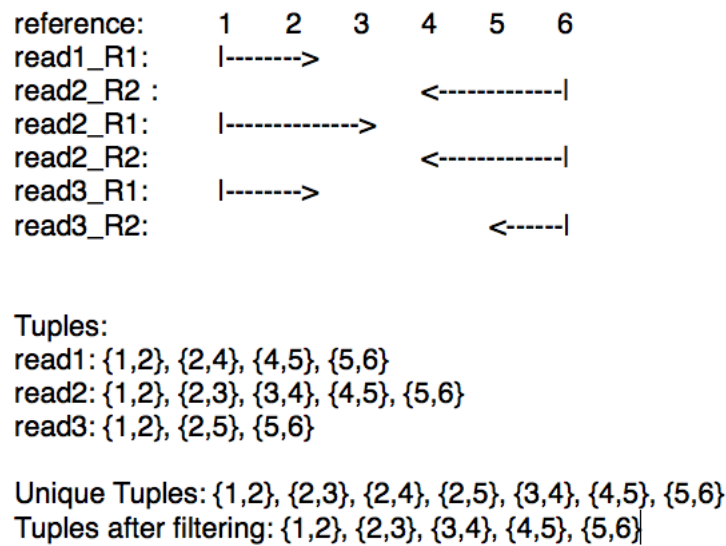 reference: 1 2 3 4 5 6
read1_R1: |-------->
read2_R2 : <-------------|
read2_R1: |-------------->
read2_R2: <-------------|
read3_R1: |-------->
read3_R2: <------|
Tuples:
read1: {1,2}, {2,4}, {4,5}, {5,6}
read2: {1,2}, {2,3}, {3,4}, {4,5}, {5,6}
read3: {1,2}, {2,5}, {5,6}
Unique Tuples: {1,2}, {2,3}, {2,4}, {2,5}, {3,4}, {4,5}, {5,6}
Tuples after filtering: {1,2}, {2,3}, {3,4}, {4,5}, {5,6}